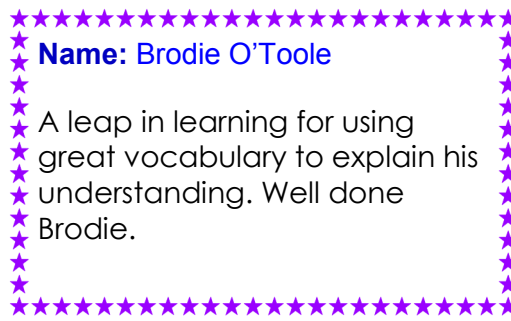 Name: Brodie O’Toole
A leap in learning for using
great vocabulary to explain his
understanding. Well done
Brodie.